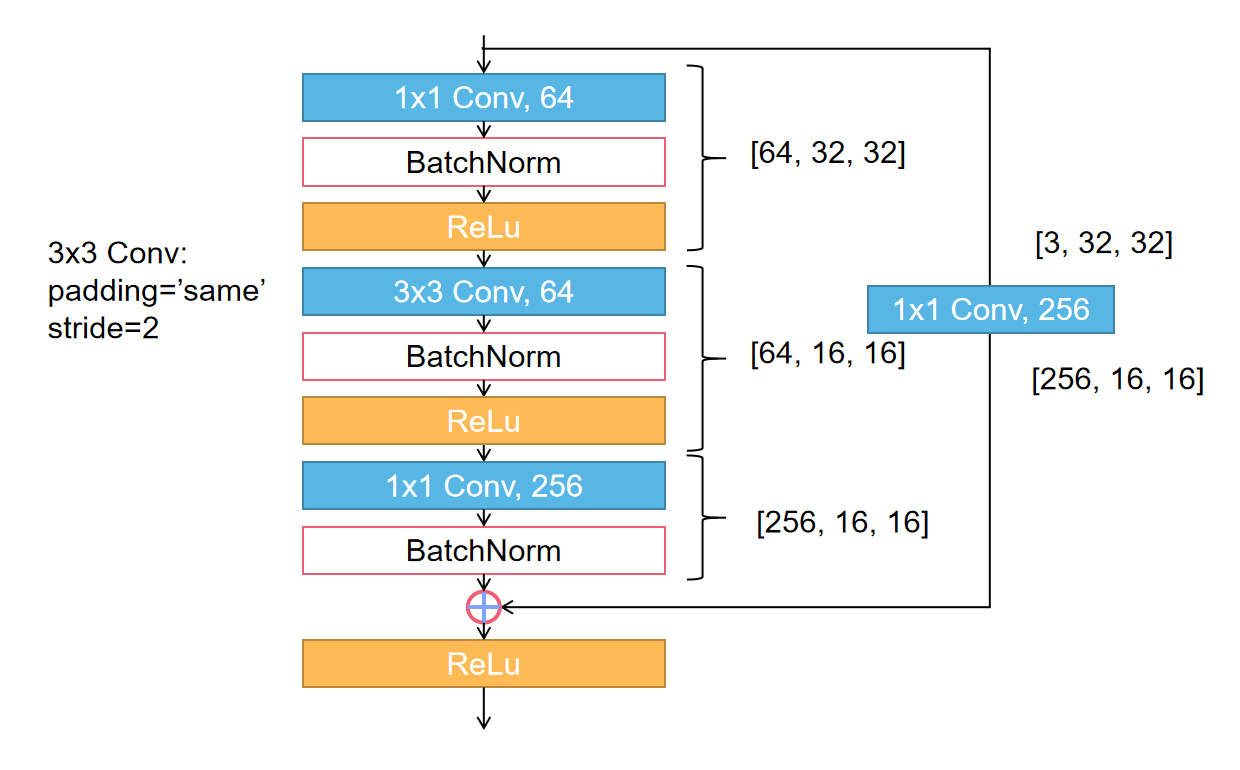 1x1 Conv, 64
BatchNorm
ReLu
[64, 32, 32]
3x3 Conv:
padding=’same’
stride=2
3x3 Conv, 64
BatchNorm
ReLu
[64, 16, 16]
1x1 Conv, 256
BatchNorm
[256, 16, 16]
ReLu
[3, 32, 32]
1x1 Conv, 256
[256, 16, 16]